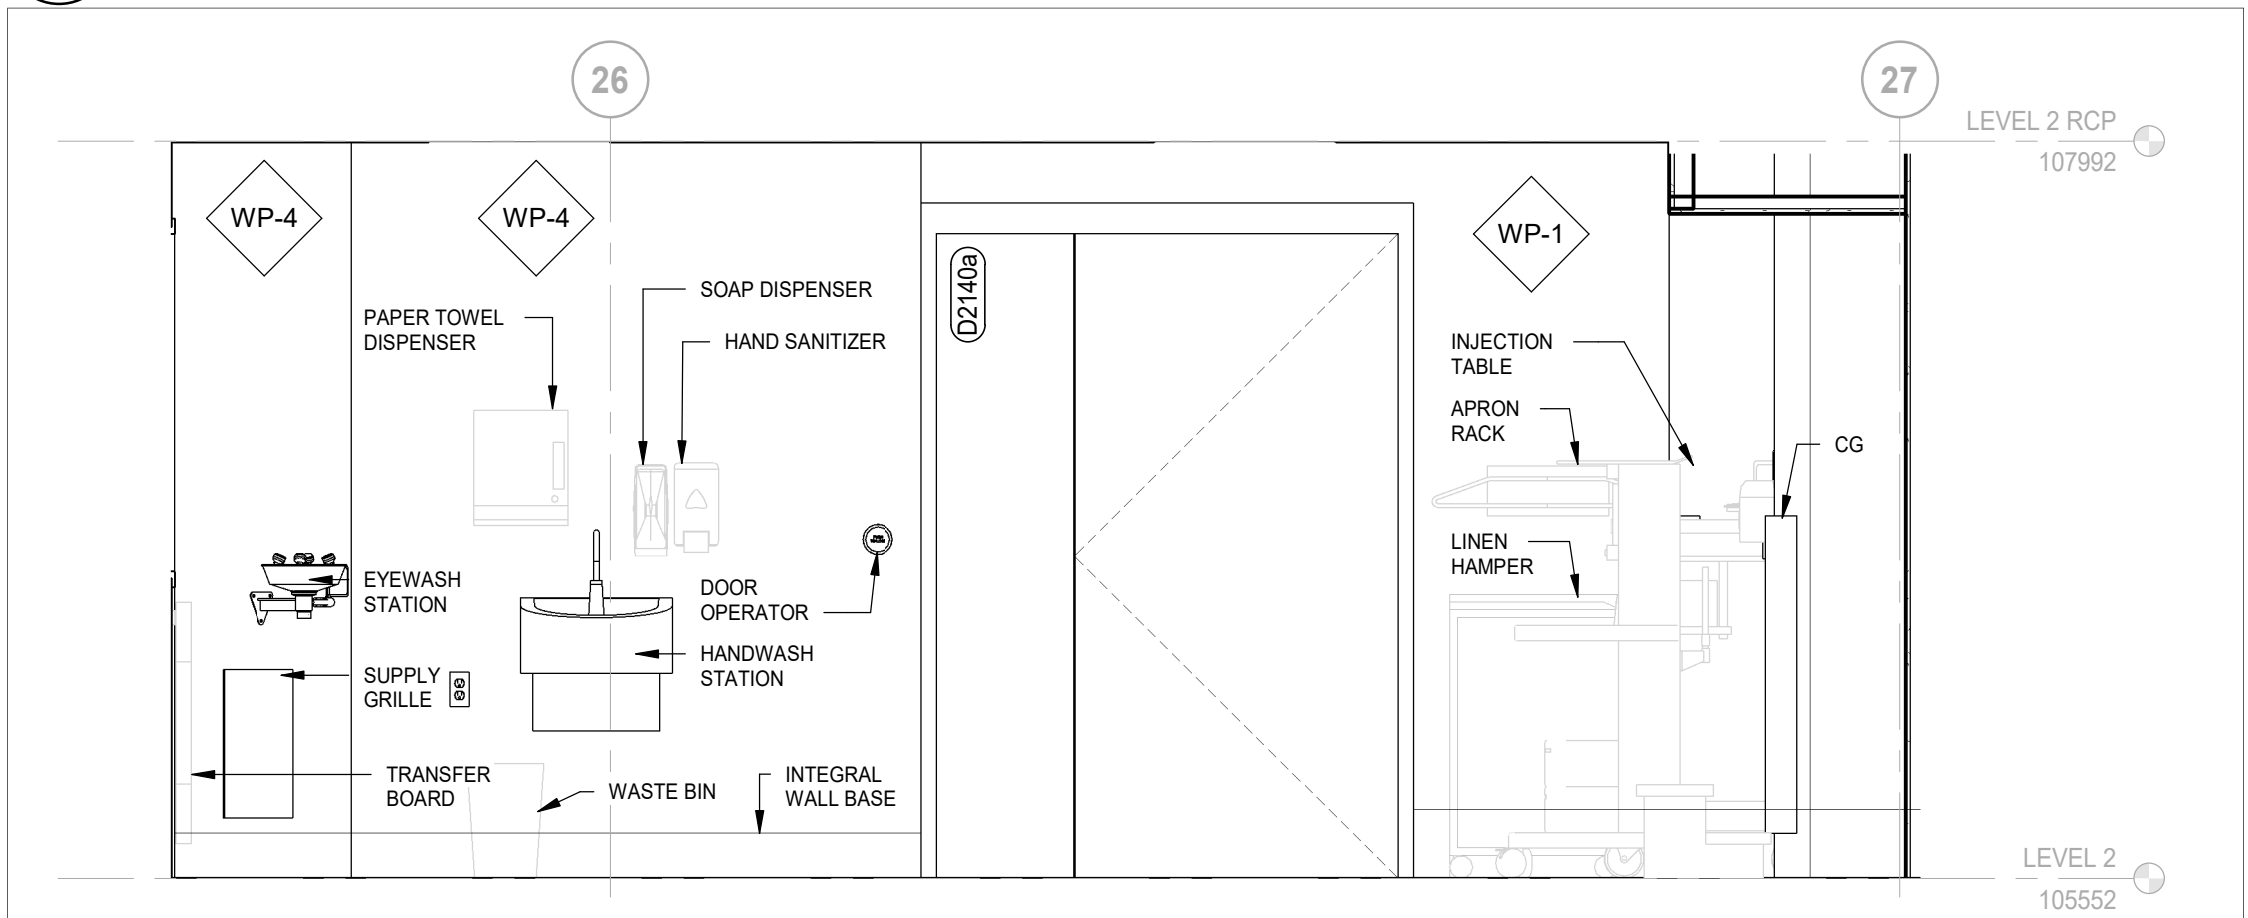 26
27
LEVEL 2 RCP
107992
WP-4
WP-4
WP-1
D2140a
SOAP DISPENSER
PAPER TOWEL
DISPENSER
HAND SANITIZER
INJECTION
TABLE
APRON
RACK
CG
LINEN
HAMPER
EYEWASH
STATION
DOOR
OPERATOR
HANDWASH
STATION
SUPPLY
GRILLE
TRANSFER
BOARD
WASTE BIN
INTEGRAL
WALL BASE
LEVEL 2
105552